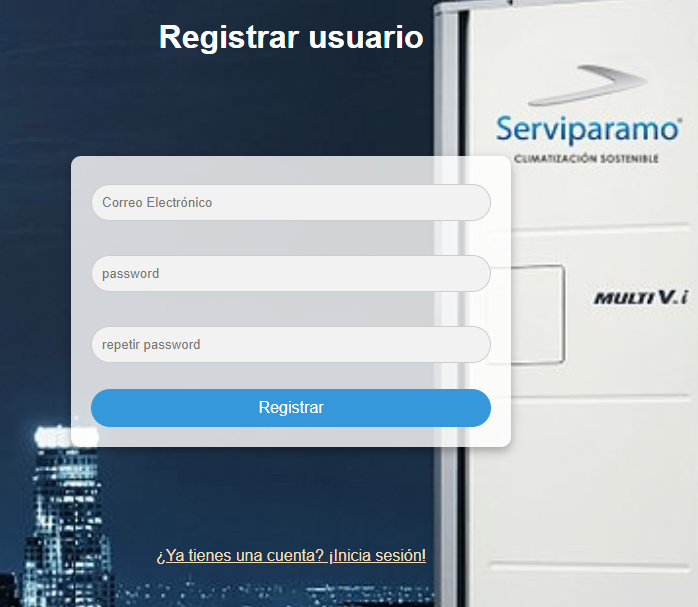 Registrar usuario
Serviparamo
CLIMATIZACIÓN SOSTENIBLE
Correo Electrónico
password
MULTI V.i
repetir password
Registrar
¿Ya tienes una cuenta? ¡Inicia sesión!